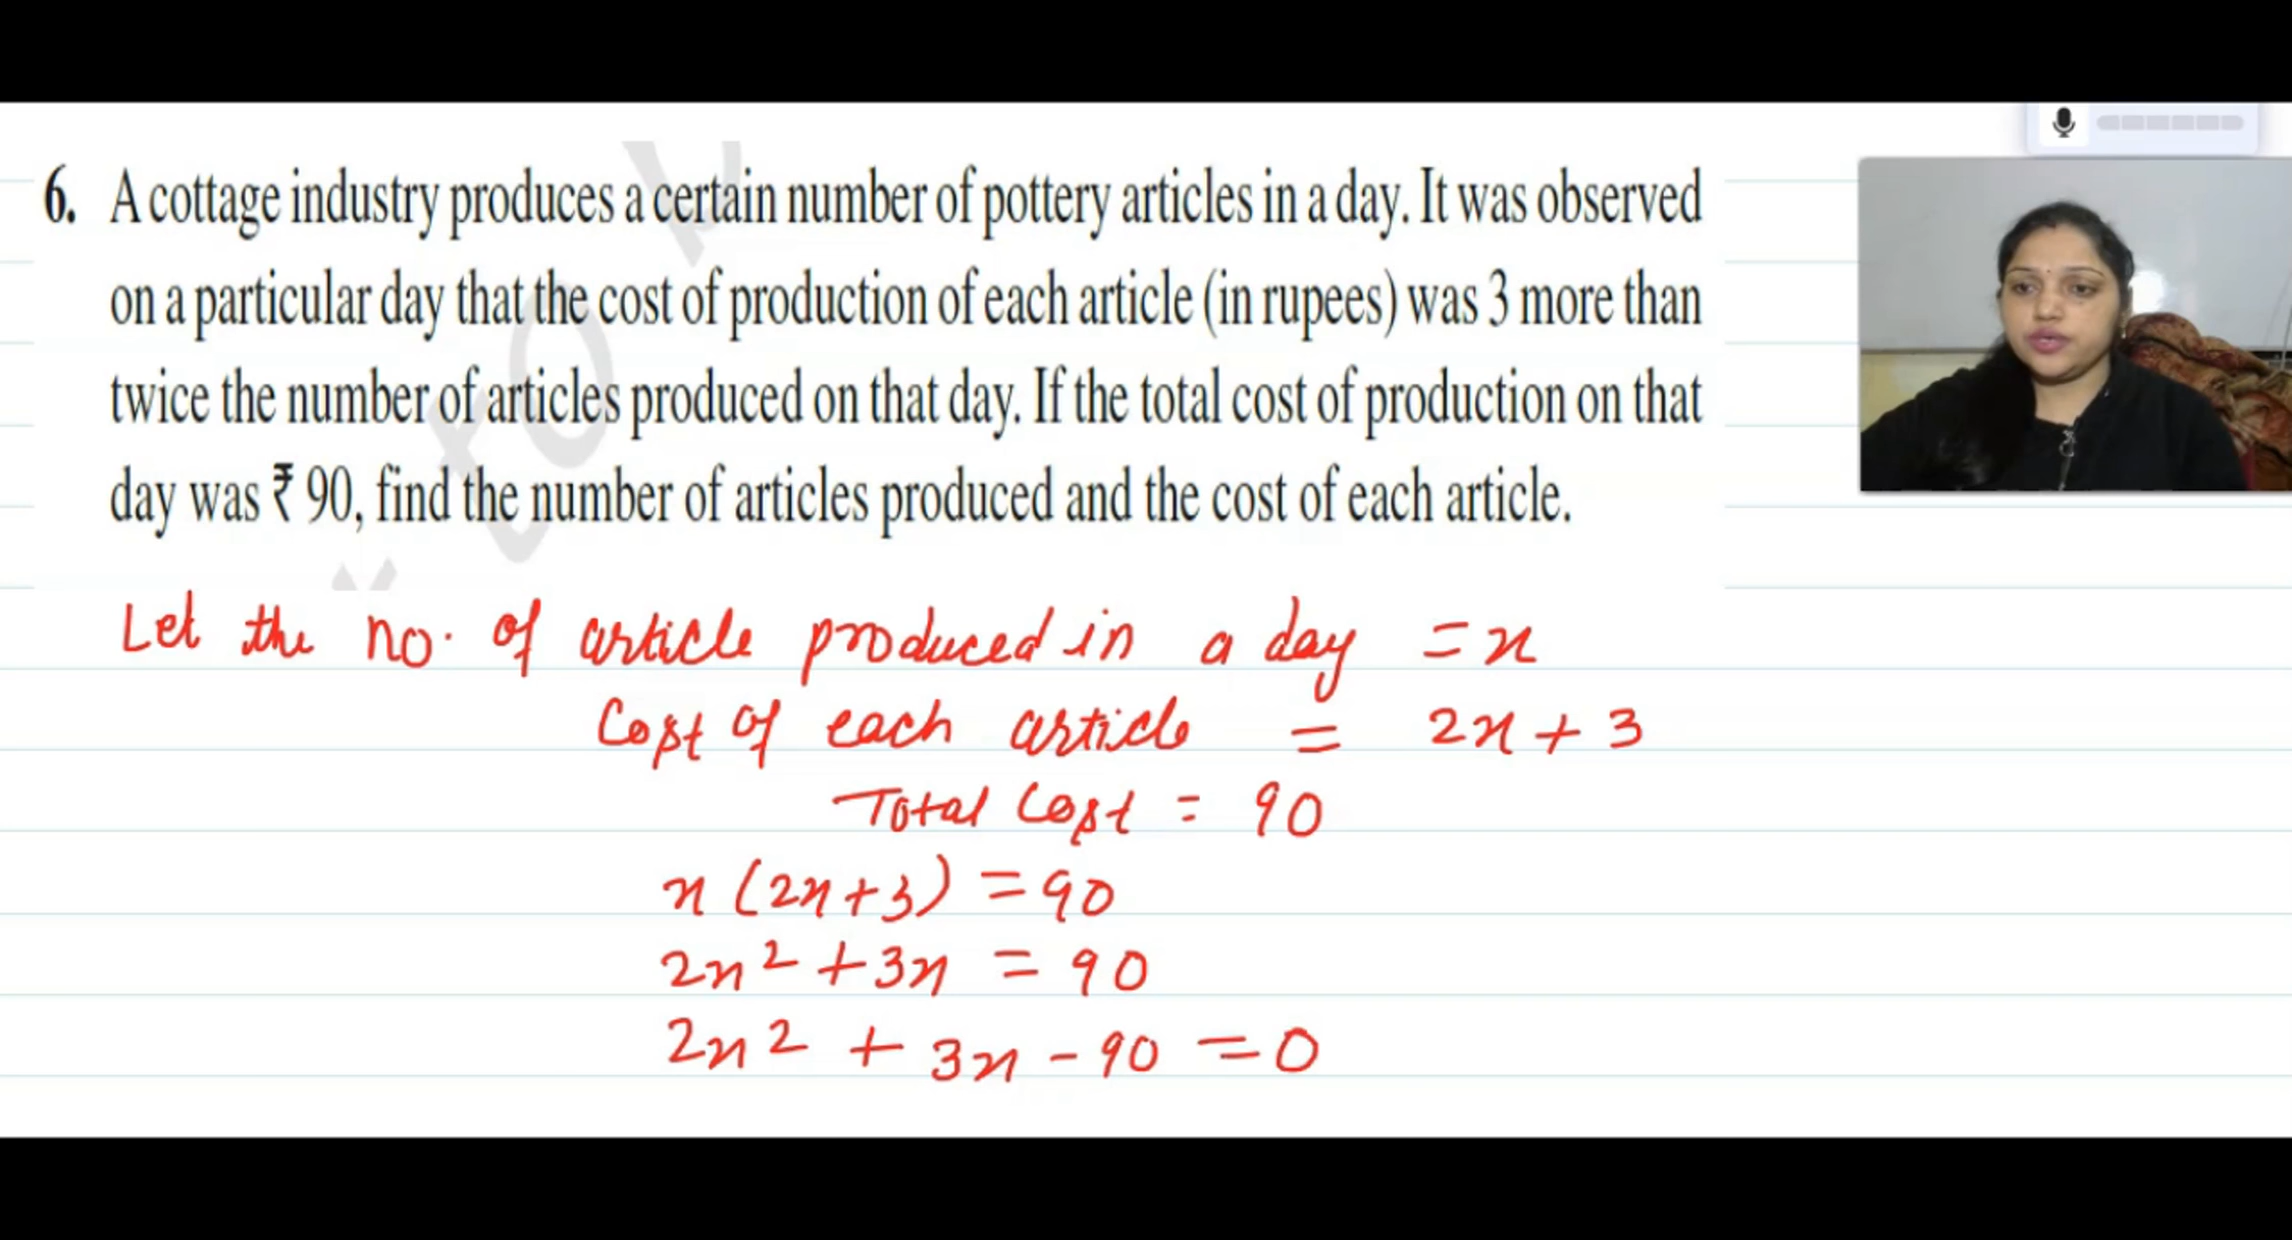 6. A cottage industry produces a certain number of pottery articles in a day. It was observed
on a particular day that the cost of production of each article (in rupees) was 3 more than
twice the number of articles produced on that day. If the total cost of production on that
day was ₹ 90, find the number of articles produced and the cost of each article.
Let the no. of article produced in a day = x
Cost of each article = 2x + 3
Total Cost = 90
x (2x+3) = 90
2x² + 3x = 90
2x² + 3x - 90 = 0